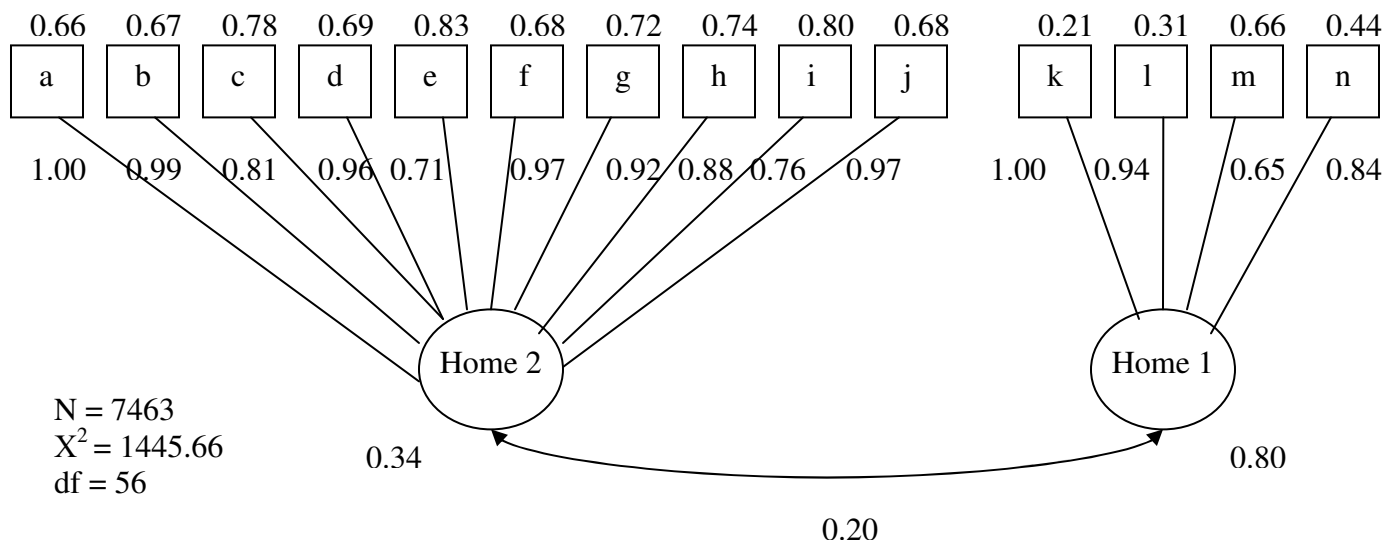 0.66 0.67 0.78 0.69 0.83 0.68 0.72 0.74 0.80 0.68 0.21 0.31 0.66 0.44
a b c d e f g h i j k l m n
1.00 0.99 0.81 0.96 0.71 0.97 0.92 0.88 0.76 0.97 1.00 0.94 0.65 0.84
Home 2 Home 1
N = 7463
X² = 1445.66
df = 56
0.34 0.80
0.20